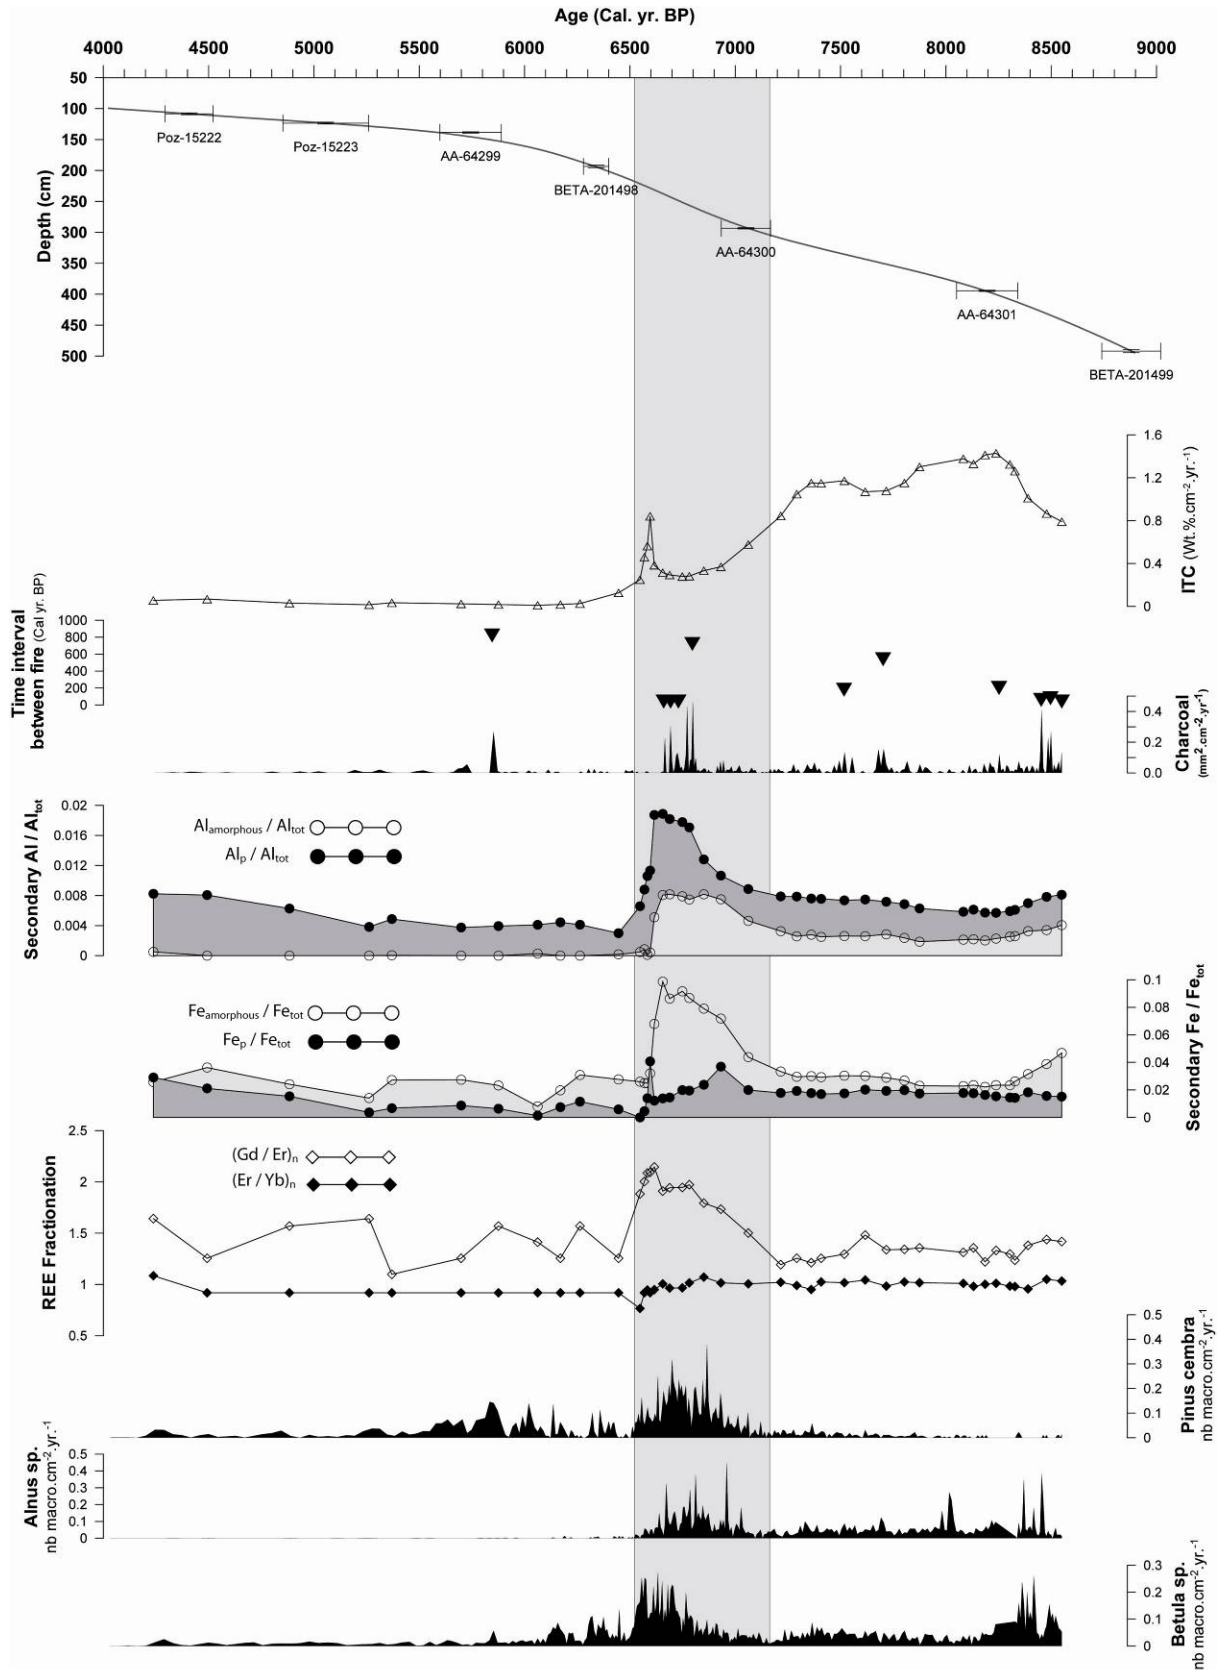 Age (Cal. yr. BP)
4000 4500 5000 5500 6000 6500 7000 7500 8000 8500 9000
50
100
150
200
250
300
350
400
450
500
Depth (cm)
Poz-15222
Poz-15223
AA-64299
BETA-201498
AA-64300
AA-64301
BETA-201499
1.6
1.2
0.8
0.4
0
ITC (Wt.%.cm-2.yr.-1)
Time interval
between fire (Cal yr. BP)
1000
800
600
400
200
0
0.4
0.2
0.0
Charcoal
(mm2.cm-2.yr-1)
Secondary Al / Altot
0.02
0.016
0.012
0.008
0.004
0
Alamorphous / Altot
Alp / Altot
Feamorphous / Fetot
Fep / Fetot
0.1
0.08
0.06
0.04
0.02
0
Secondary Fe / Fetot
REE Fractionation
2.5
2
1.5
1
0.5
(Gd / Er)n
(Er / Yb)n
0.5
0.4
0.3
0.2
0.1
0
Pinus cembra
nb macro.cm-2.yr.-1
Alnus sp.
nb macro.cm-2.yr.-1
0.5
0.4
0.3
0.2
0.1
0
0.3
0.2
0.1
0
Betula sp.
nb macro.cm-2.yr.-1